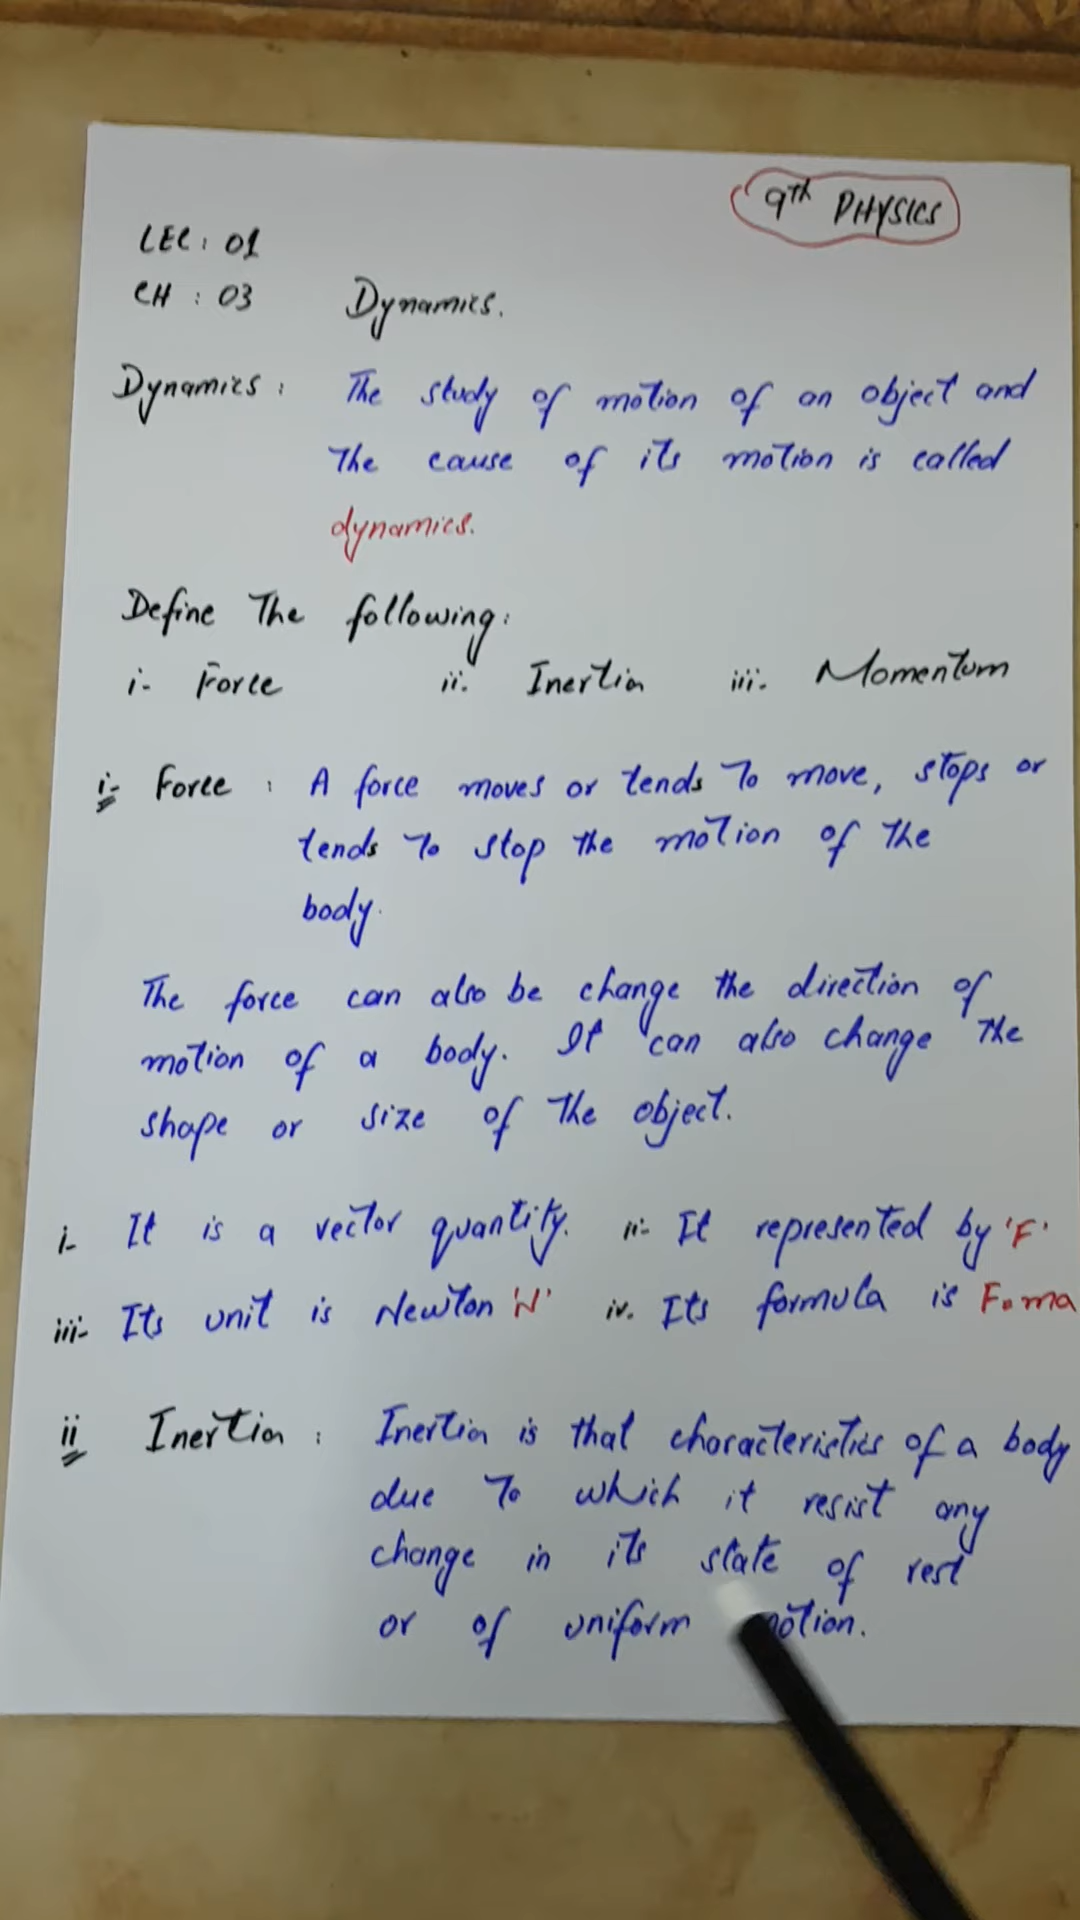 9th PHYSICS
LEC: 01
CH : 03 Dynamics.
Dynamics: The study of motion of an object and
the cause of its motion is called
dynamics.
Define The following:
i- Force ii. Inertia iii. Momentum
i- Force : A force moves or tends To move, stops or
tends To stop the motion of the
body.
The force can also be change the direction of
motion of a body. It can also change the
shape or size of the object.
i- It is a vector quantity. ii- It represented by 'F'
iii- Its unit is Newton 'N' iv. Its formula is F=ma
ii Inertia : Inertia is that characteristics of a body
due To which it resist any
change in its state of rest
or of uniform motion.